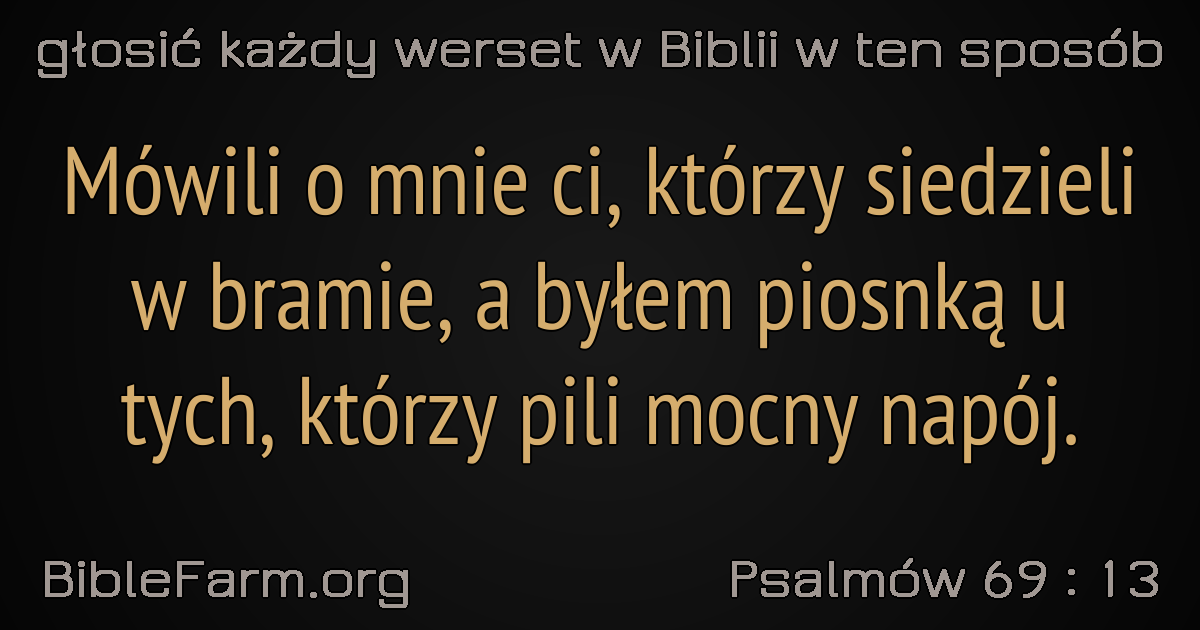 głosić każdy werset w Biblii w ten sposób
Mówili o mnie ci, którzy siedzieli
w bramie, a byłem piosnką u
tych, którzy pili mocny napój.
BibleFarm.org
Psalmów 69 : 13